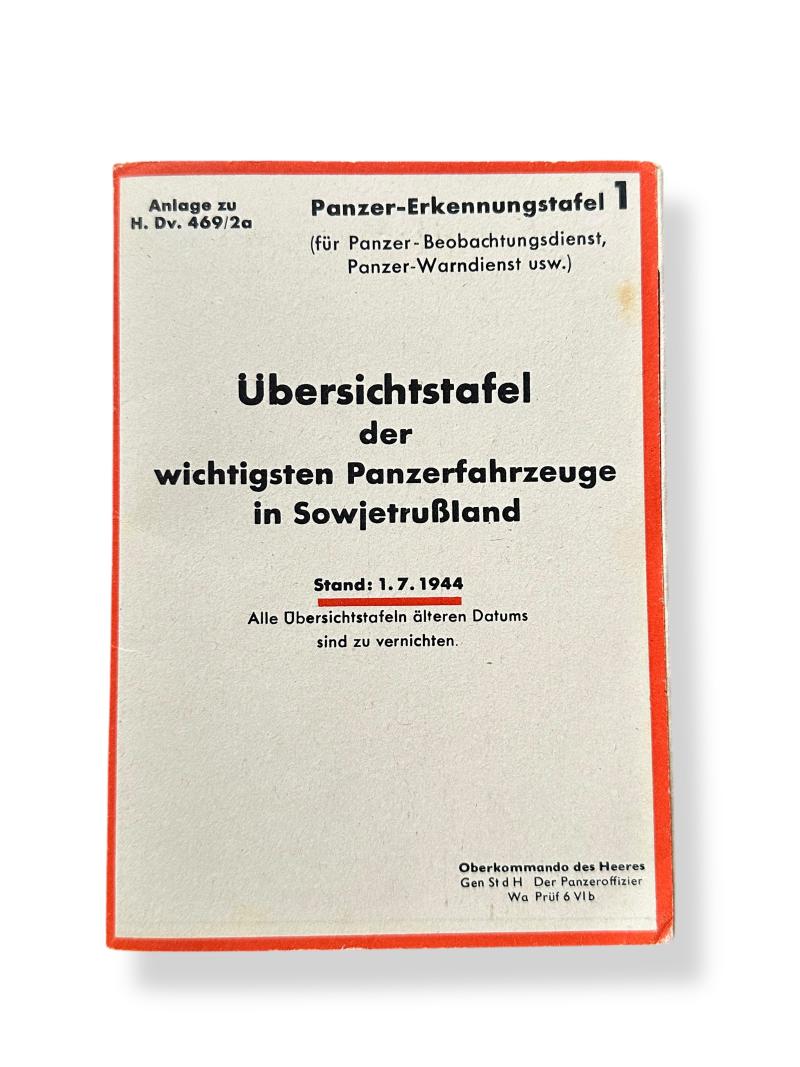 Anlage zu
H. Dv. 469/2a
Panzer-Erkennungstafel 1
(für Panzer-Beobachtungsdienst,
Panzer-Warndienst usw.)
Übersichtstafel
der
wichtigsten Panzerfahrzeuge
in Sowjetrußland
Stand: 1. 7. 1944
Alle Übersichtstafeln älteren Datums
sind zu vernichten.
Oberkommando des Heeres
Gen St d H Der Panzeroffizier
Wa Prüf 6 VI b